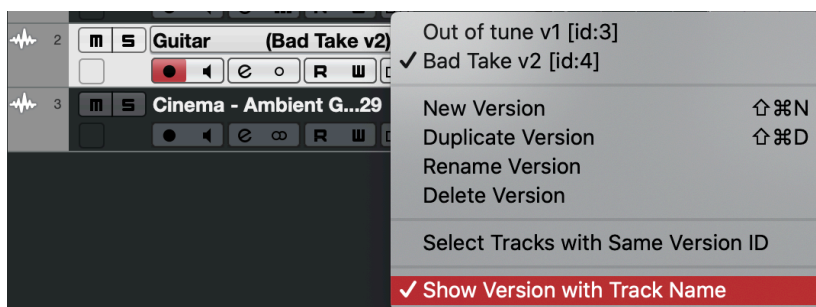 2 m S Guitar (Bad Take v2)
e R W
3 m S Cinema - Ambient G...29
e R W
Out of tune v1 [id:3]
✓ Bad Take v2 [id:4]
New Version ⇧⌘N
Duplicate Version ⇧⌘D
Rename Version
Delete Version
Select Tracks with Same Version ID
✓ Show Version with Track Name